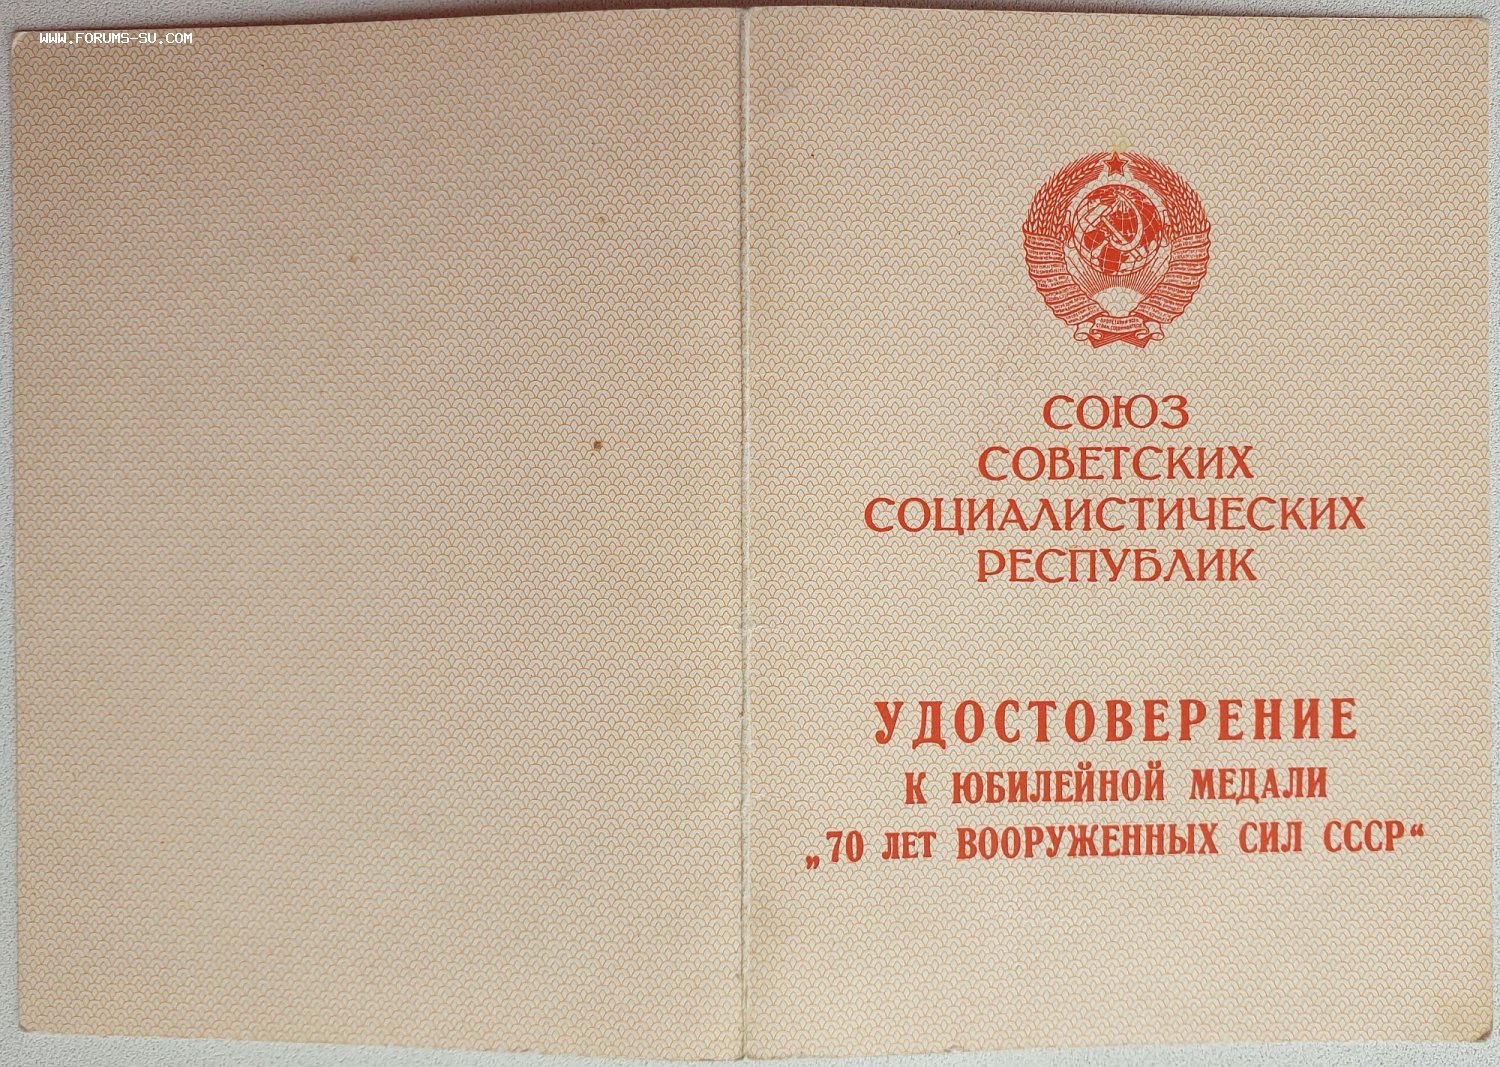 WWW.FORUMS-SU.COM
СОЮЗ
СОВЕТСКИХ
СОЦИАЛИСТИЧЕСКИХ
РЕСПУБЛИК
УДОСТОВЕРЕНИЕ
К ЮБИЛЕЙНОЙ МЕДАЛИ
„70 ЛЕТ ВООРУЖЕННЫХ СИЛ СССР“